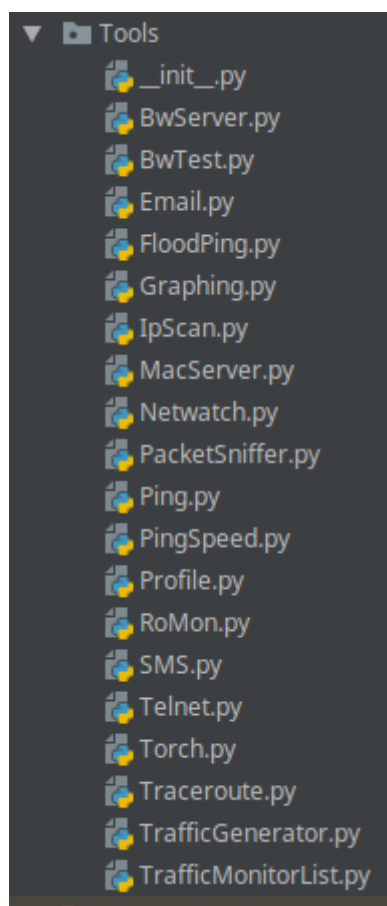 Tools
__init__.py
BwServer.py
BwTest.py
Email.py
FloodPing.py
Graphing.py
IpScan.py
MacServer.py
Netwatch.py
PacketSniffer.py
Ping.py
PingSpeed.py
Profile.py
RoMon.py
SMS.py
Telnet.py
Torch.py
Traceroute.py
TrafficGenerator.py
TrafficMonitorList.py